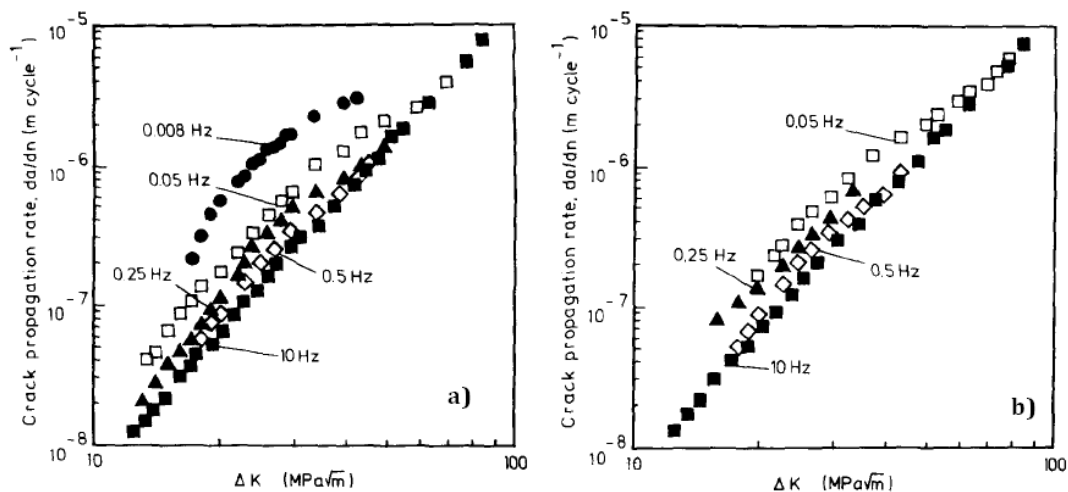 Crack propagation rate, da/dn (m cycle⁻¹)
10⁻⁵
10⁻⁶
10⁻⁷
10⁻⁸
0.008 Hz
0.05 Hz
0.25 Hz
0.5 Hz
10 Hz
a)
10
100
ΔK (MPa√m)
Crack propagation rate, da/dn (m cycle⁻¹)
10⁻⁵
10⁻⁶
10⁻⁷
10⁻⁸
0.05 Hz
0.25 Hz
0.5 Hz
10 Hz
b)
10
100
ΔK (MPa√m)